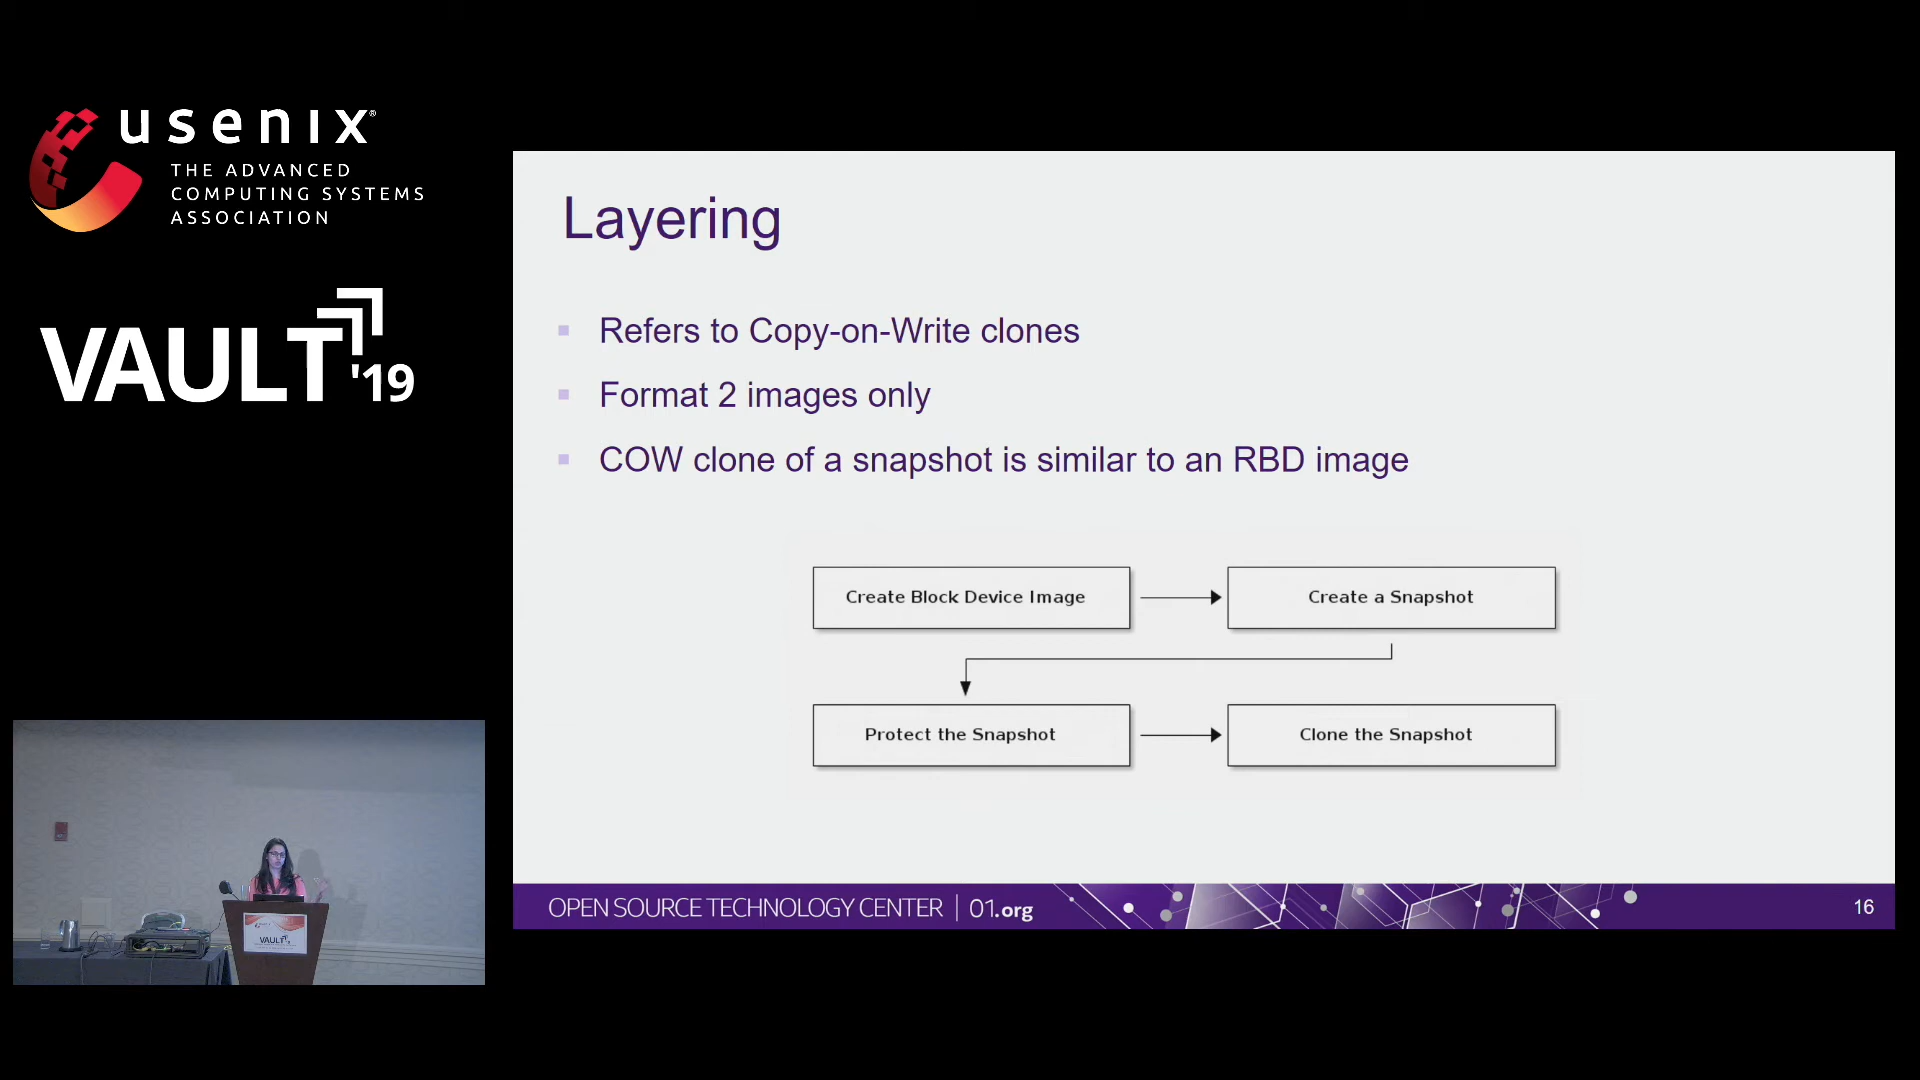 usenix®
THE ADVANCED
COMPUTING SYSTEMS
ASSOCIATION
VAULT '19
Layering
Refers to Copy-on-Write clones
Format 2 images only
COW clone of a snapshot is similar to an RBD image
Create Block Device Image
Create a Snapshot
Protect the Snapshot
Clone the Snapshot
OPEN SOURCE TECHNOLOGY CENTER | 01.org
16
VAULT